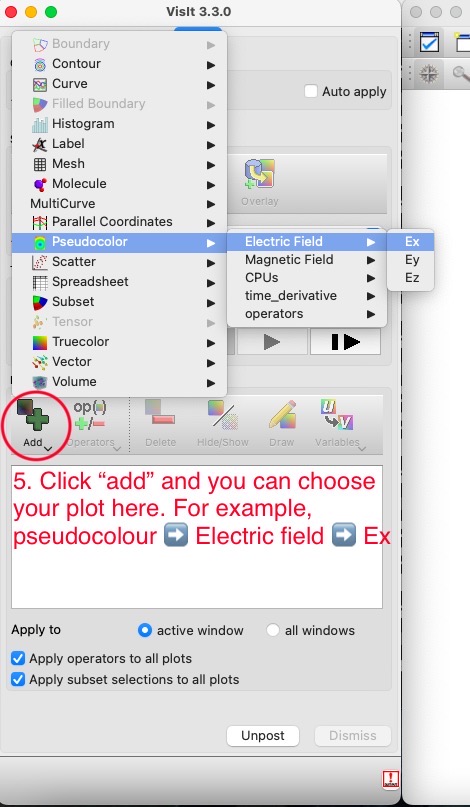 VisIt 3.3.0
Boundary
Contour
Curve
Filled Boundary
Histogram
Label
Mesh
Molecule
MultiCurve
Parallel Coordinates
Pseudocolor
Scatter
Spreadsheet
Subset
Tensor
Truecolor
Vector
Volume
Auto apply
Overlay
Electric Field
Magnetic Field
CPUs
time_derivative
operators
Ex
Ey
Ez
op()
Add
Operators
Delete
Hide/Show
Draw
Variables
5. Click “add” and you can choose
your plot here. For example,
pseudocolour ➡️ Electric field ➡️ Ex
Apply to
active window
all windows
Apply operators to all plots
Apply subset selections to all plots
Unpost
Dismiss